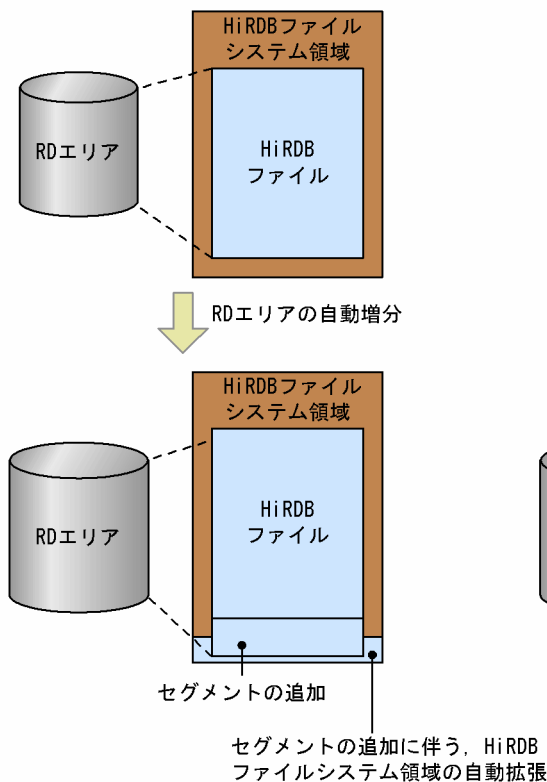 HiRDBファイル
システム領域
RDエリア
HiRDB
ファイル
RDエリアの自動増分
HiRDBファイル
システム領域
RDエリア
HiRDB
ファイル
セグメントの追加
セグメントの追加に伴う，HiRDB
ファイルシステム領域の自動拡張